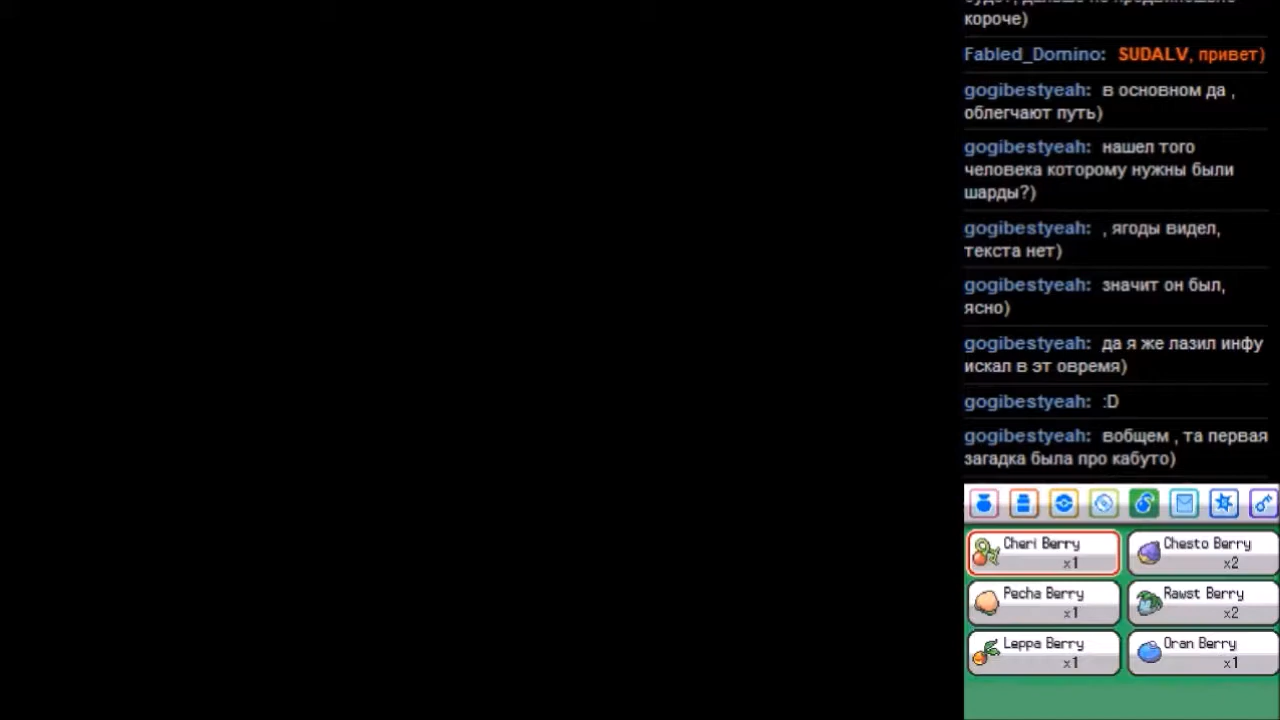 короче)
Fabled_Domino: SUDALV, привет)
gogibestyeah: в основном да ,
облегчают путь)
gogibestyeah: нашел того
человека которому нужны были
шарды?)
gogibestyeah: , ягоды видел,
текста нет)
gogibestyeah: значит он был,
ясно)
gogibestyeah: да я же лазил инфу
искал в эт овремя)
gogibestyeah: :D
gogibestyeah: вобщем , та первая
загадка была про кабуто)
Cheri Berry
x1
Chesto Berry
x2
Pecha Berry
x1
Rawst Berry
x2
Leppa Berry
x1
Oran Berry
x1